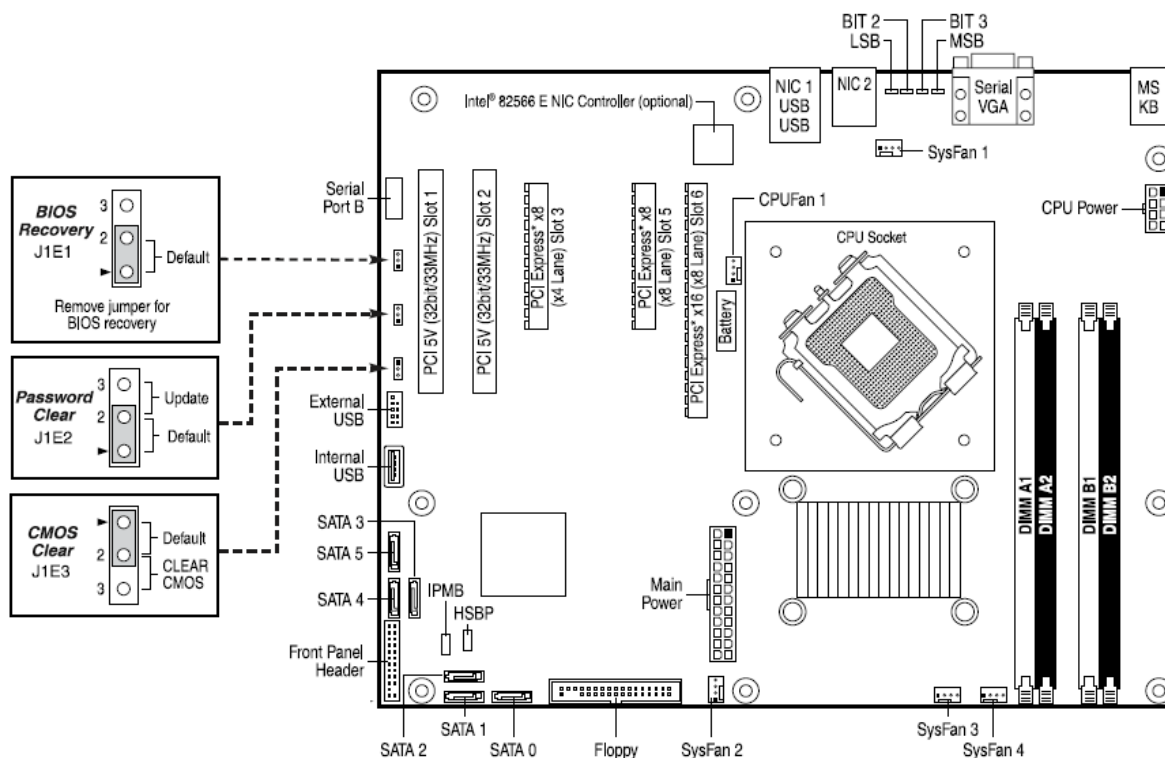 BIT 2
LSB
BIT 3
MSB
Intel® 82566 E NIC Controller (optional)
NIC 1
USB
USB
NIC 2
Serial
VGA
MS
KB
SysFan 1
Serial
Port B
CPUFan 1
CPU Power
BIOS
Recovery
J1E1
3
2
Default
Remove jumper for
BIOS recovery
PCI 5V (32bit/33MHz) Slot 1
PCI 5V (32bit/33MHz) Slot 2
PCI Express* x8
(x4 Lane) Slot 3
PCI Express* x8
(x8 Lane) Slot 5
PCI Express* x16 (x8 Lane) Slot 6
Battery
CPU Socket
Password
Clear
J1E2
3
2
Update
Default
External
USB
Internal
USB
CMOS
Clear
J1E3
2
3
Default
CLEAR
CMOS
SATA 3
SATA 5
SATA 4
IPMB
HSBP
Main
Power
DIMM A1
DIMM A2
DIMM B1
DIMM B2
Front Panel
Header
SATA 2
SATA 1
SATA 0
Floppy
SysFan 2
SysFan 3
SysFan 4